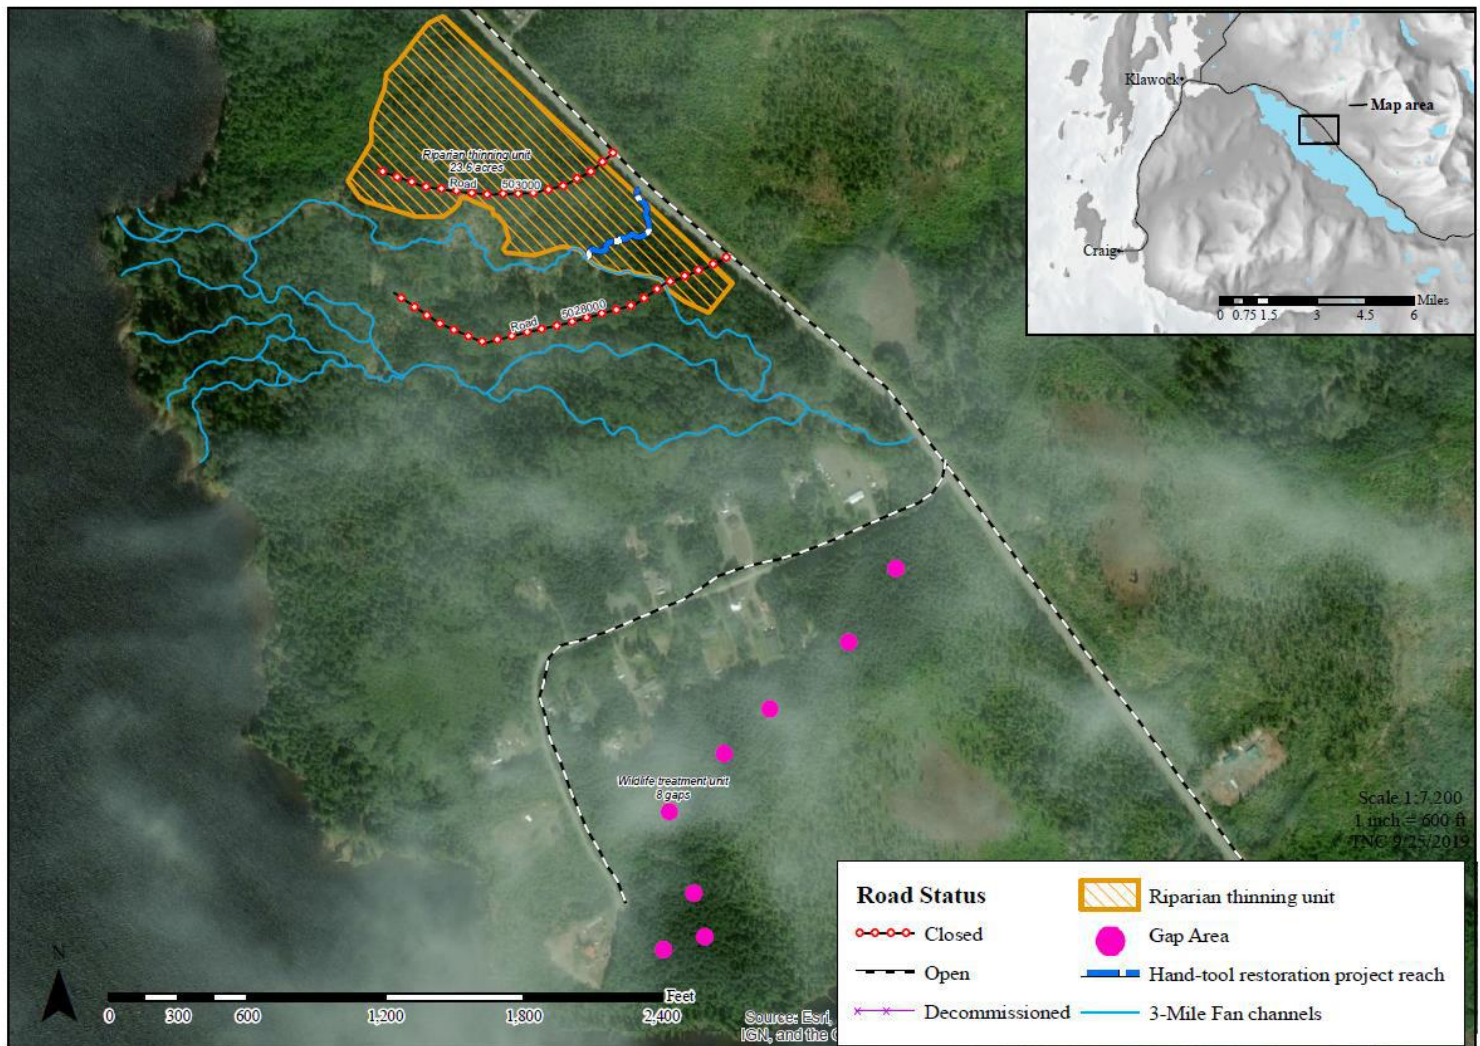 Klawock
Map area
Craig
Miles
0 0.75 1.5 3 4.5 6
Riparian thinning unit
23.6 acres
Road 503000
Road 5028000
Wildlife treatment unit
8 gaps
Scale 1:7,200
1 inch = 600 ft
TNC 9/25/2019
Road Status
Closed
Open
Decommissioned
Riparian thinning unit
Gap Area
Hand-tool restoration project reach
3-Mile Fan channels
N
Feet
0 300 600 1,200 1,800 2,400
Source: Esri,
IGN, and the